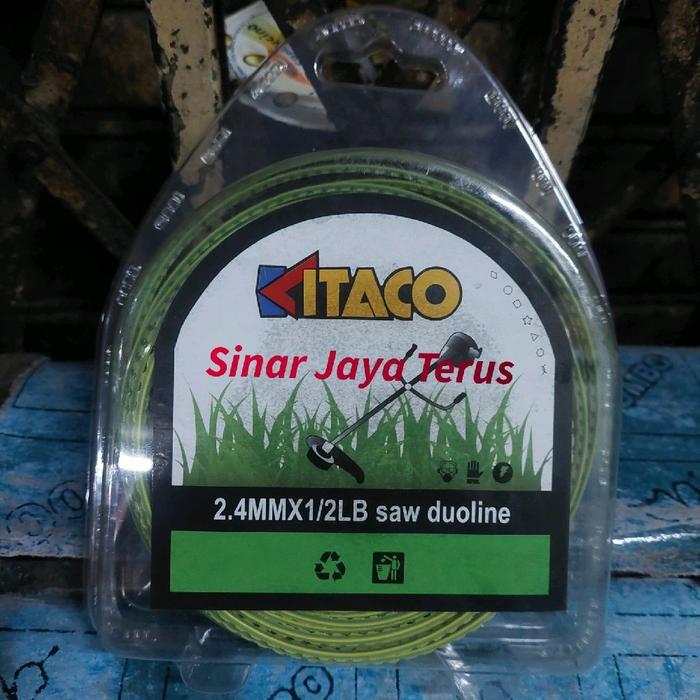 KITACO
Sinar Jaya Terus
2.4MMX1/2LB saw duoline